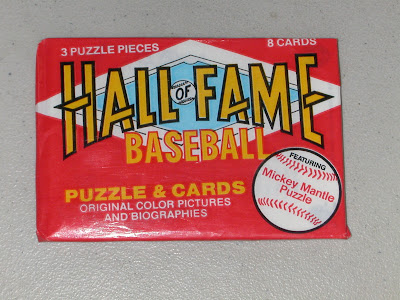 3 PUZZLE PIECES
8 CARDS
HALL OF FAME
BASEBALL
PUZZLE & CARDS
ORIGINAL COLOR PICTURES
AND BIOGRAPHIES
FEATURING
Mickey Mantle
Puzzle